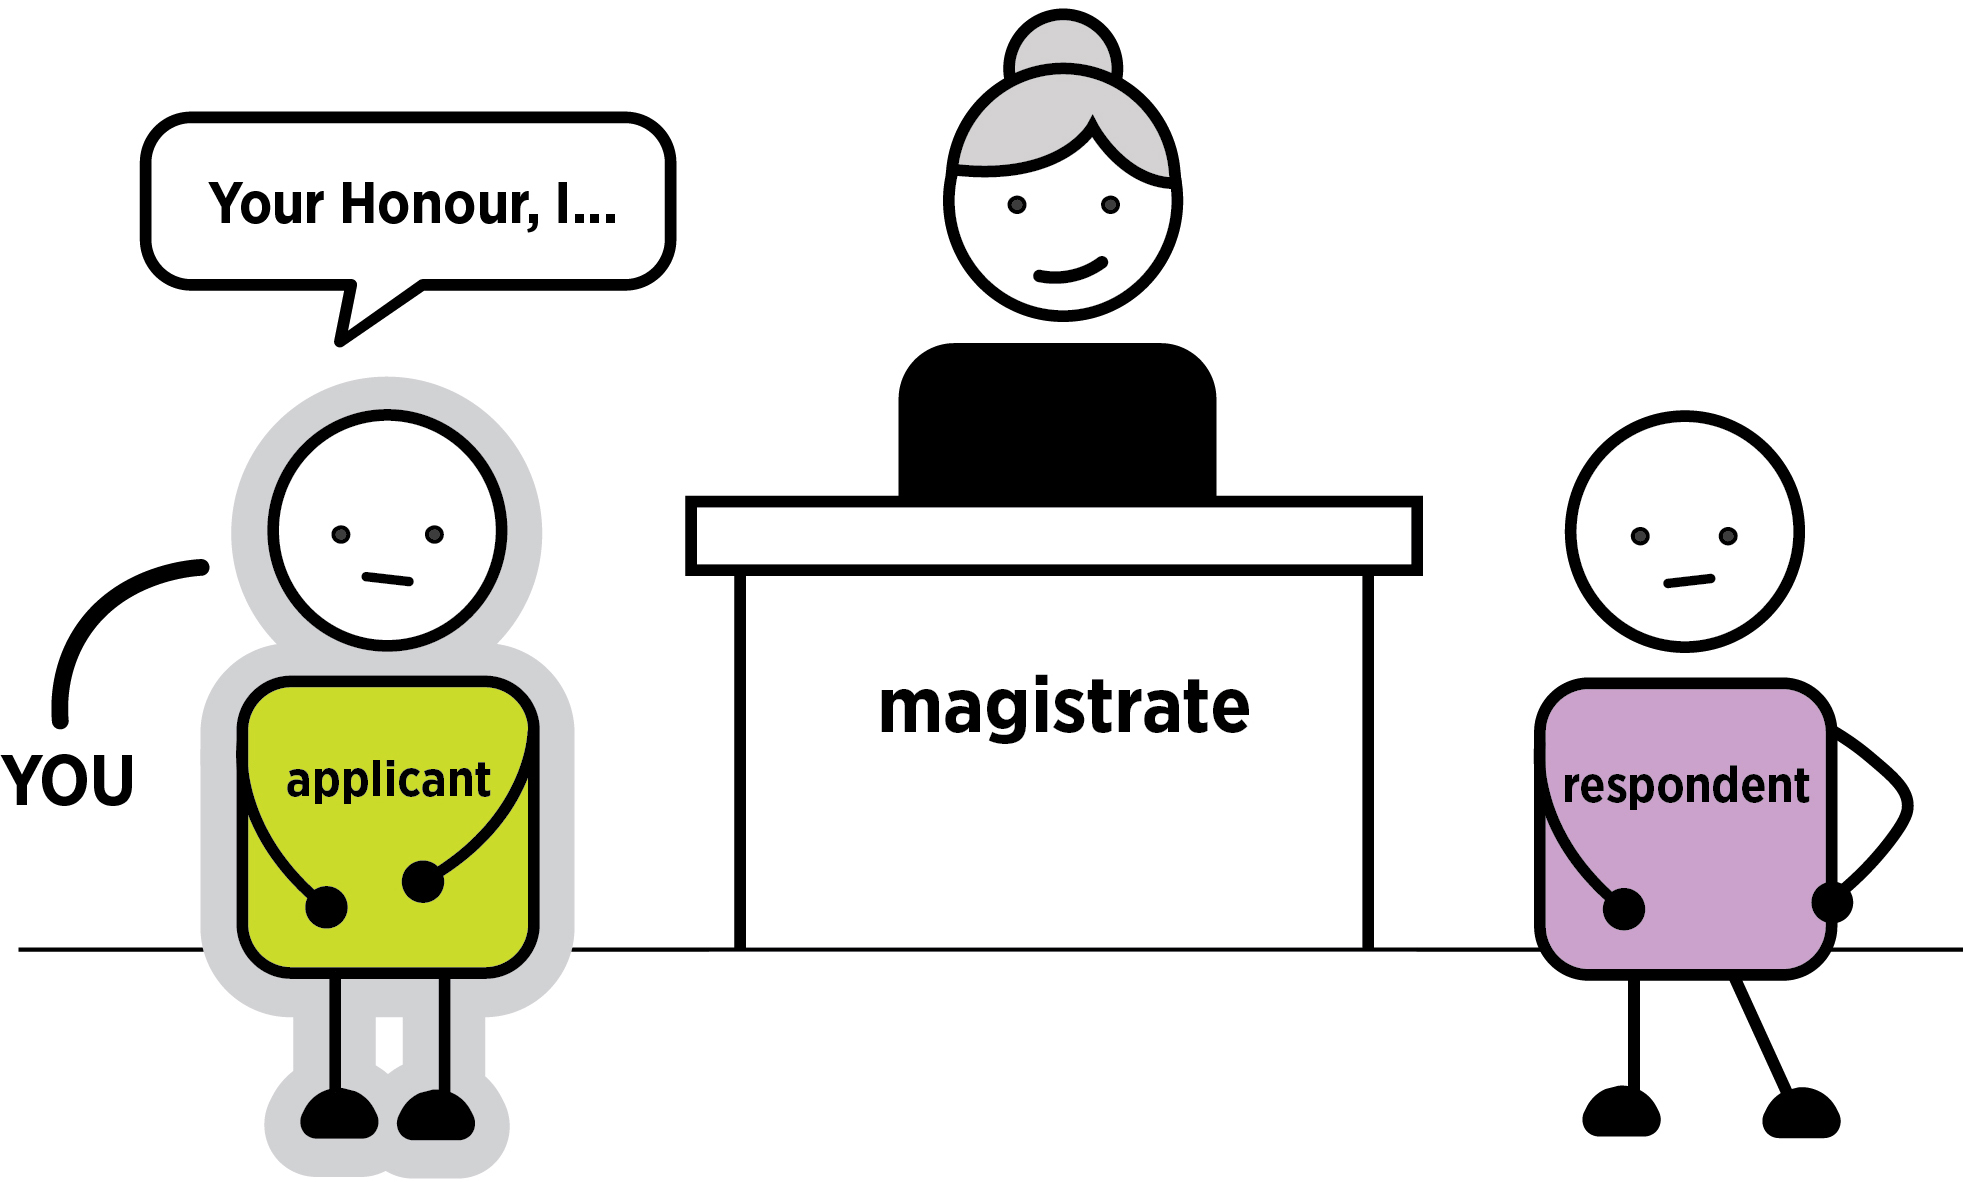 Your Honour, I...
magistrate
YOU
applicant
respondent